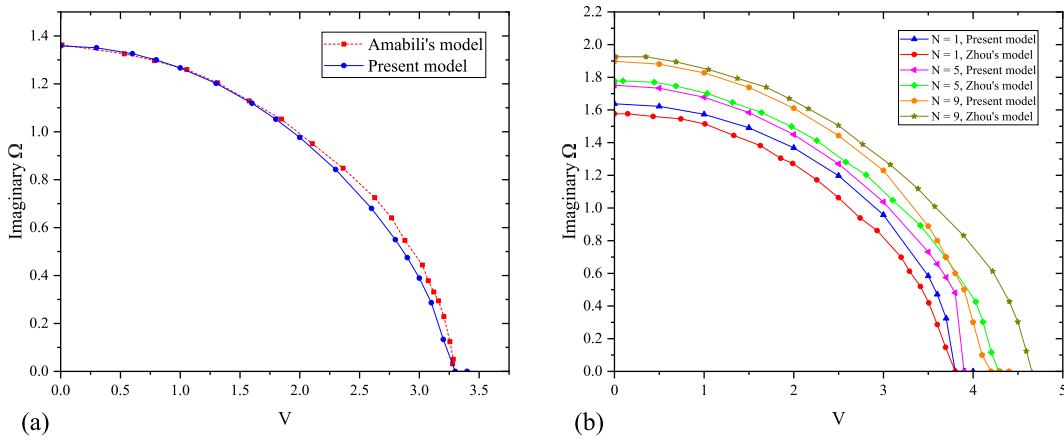 1.4
1.2
1.0
0.8
0.6
0.4
0.2
0.0
Imaginary Ω
0.0 0.5 1.0 1.5 2.0 2.5 3.0 3.5
V
Amabili's model
Present model
(a)
2.2
2.0
1.8
1.6
1.4
1.2
1.0
0.8
0.6
0.4
0.2
0.0
Imaginary Ω
0 1 2 3 4 5
V
N = 1, Present model
N = 1, Zhou's model
N = 5, Present model
N = 5, Zhou's model
N = 9, Present model
N = 9, Zhou's model
(b)